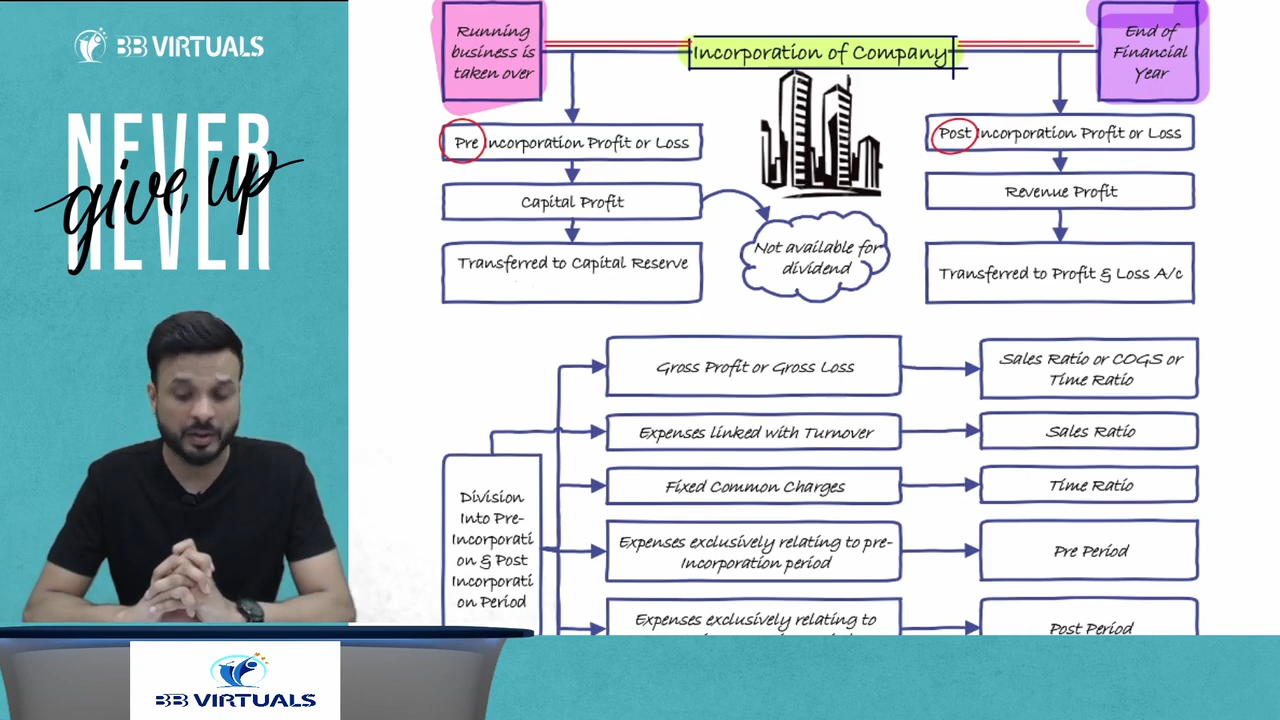 BB VIRTUALS
NEVER
give up
NEVER
BB VIRTUALS
Running
business is
taken over
Incorporation of Company
End of
Financial
Year
Pre Incorporation Profit or Loss
Post Incorporation Profit or Loss
Capital Profit
Revenue Profit
Not available for
dividend
Transferred to Capital Reserve
Transferred to Profit & Loss A/c
Gross Profit or Gross Loss
Sales Ratio or COGS or
Time Ratio
Expenses linked with Turnover
Sales Ratio
Fixed Common Charges
Time Ratio
Division
Into Pre-
Incorporati
on & Post
Incorporati
on Period
Expenses exclusively relating to pre-
Incorporation period
Pre Period
Expenses exclusively relating to
Post Period